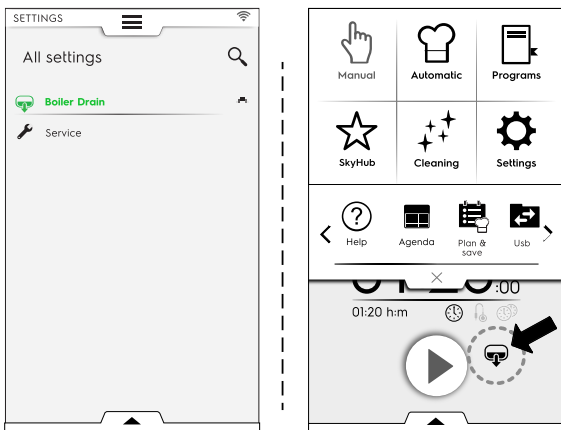 SETTINGS
All settings
Boiler Drain
Service
Manual
Automatic
Programs
SkyHub
Cleaning
Settings
Help
Agenda
Plan &
save
Usb
:00
01:20 h:m